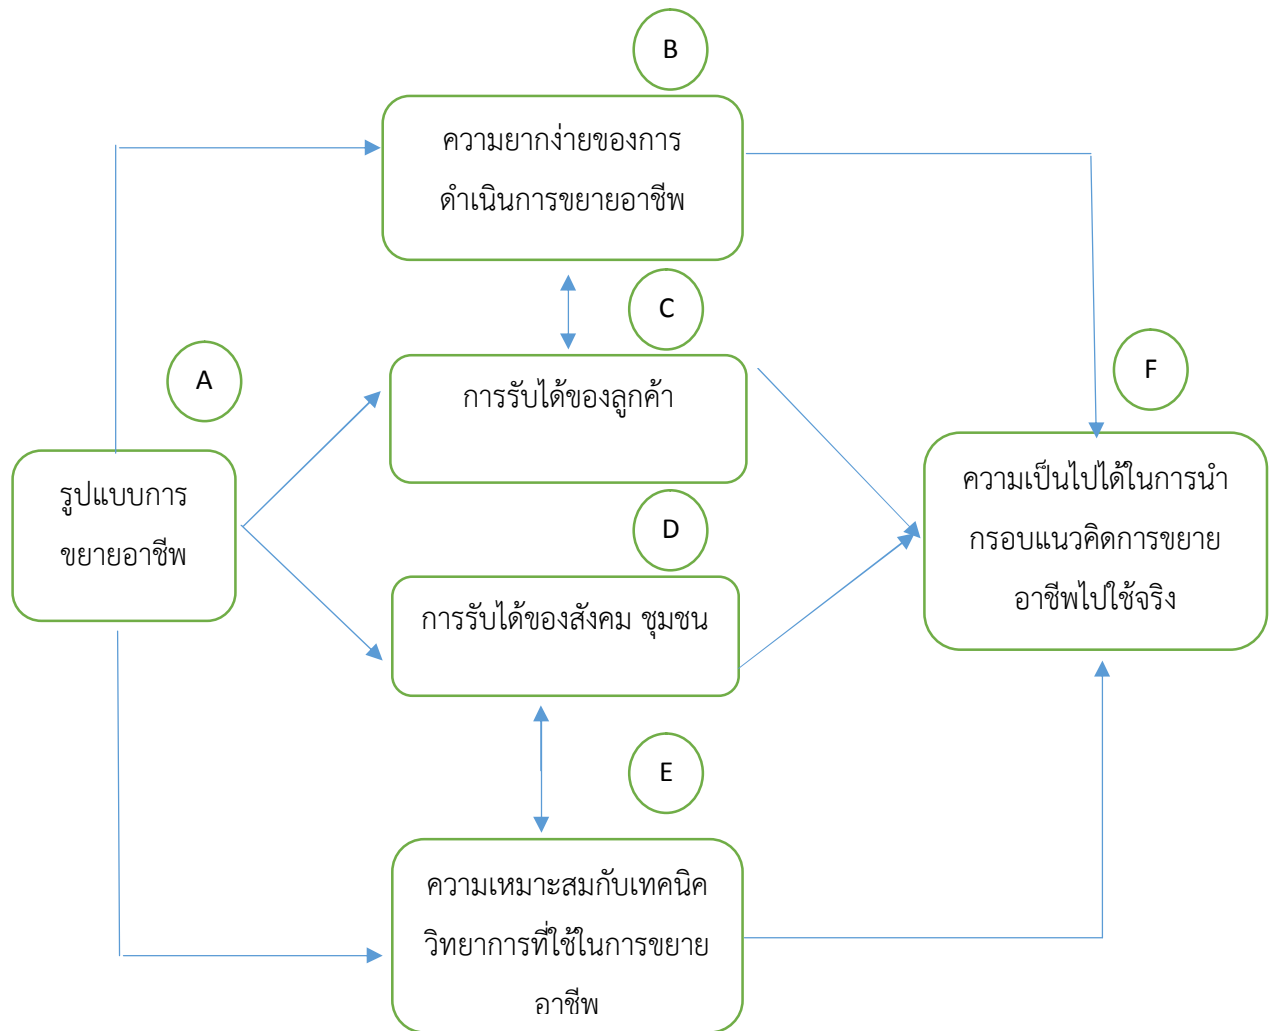 B
ความยากง่ายของการ
ดำเนินการขยายอาชีพ
C
การรับได้ของลูกค้า
A
รูปแบบการ
ขยายอาชีพ
D
การรับได้ของสังคม ชุมชน
E
ความเหมาะสมกับเทคนิค
วิทยาการที่ใช้ในการขยาย
อาชีพ
F
ความเป็นไปได้ในการนำ
กรอบแนวคิดการขยาย
อาชีพไปใช้จริง